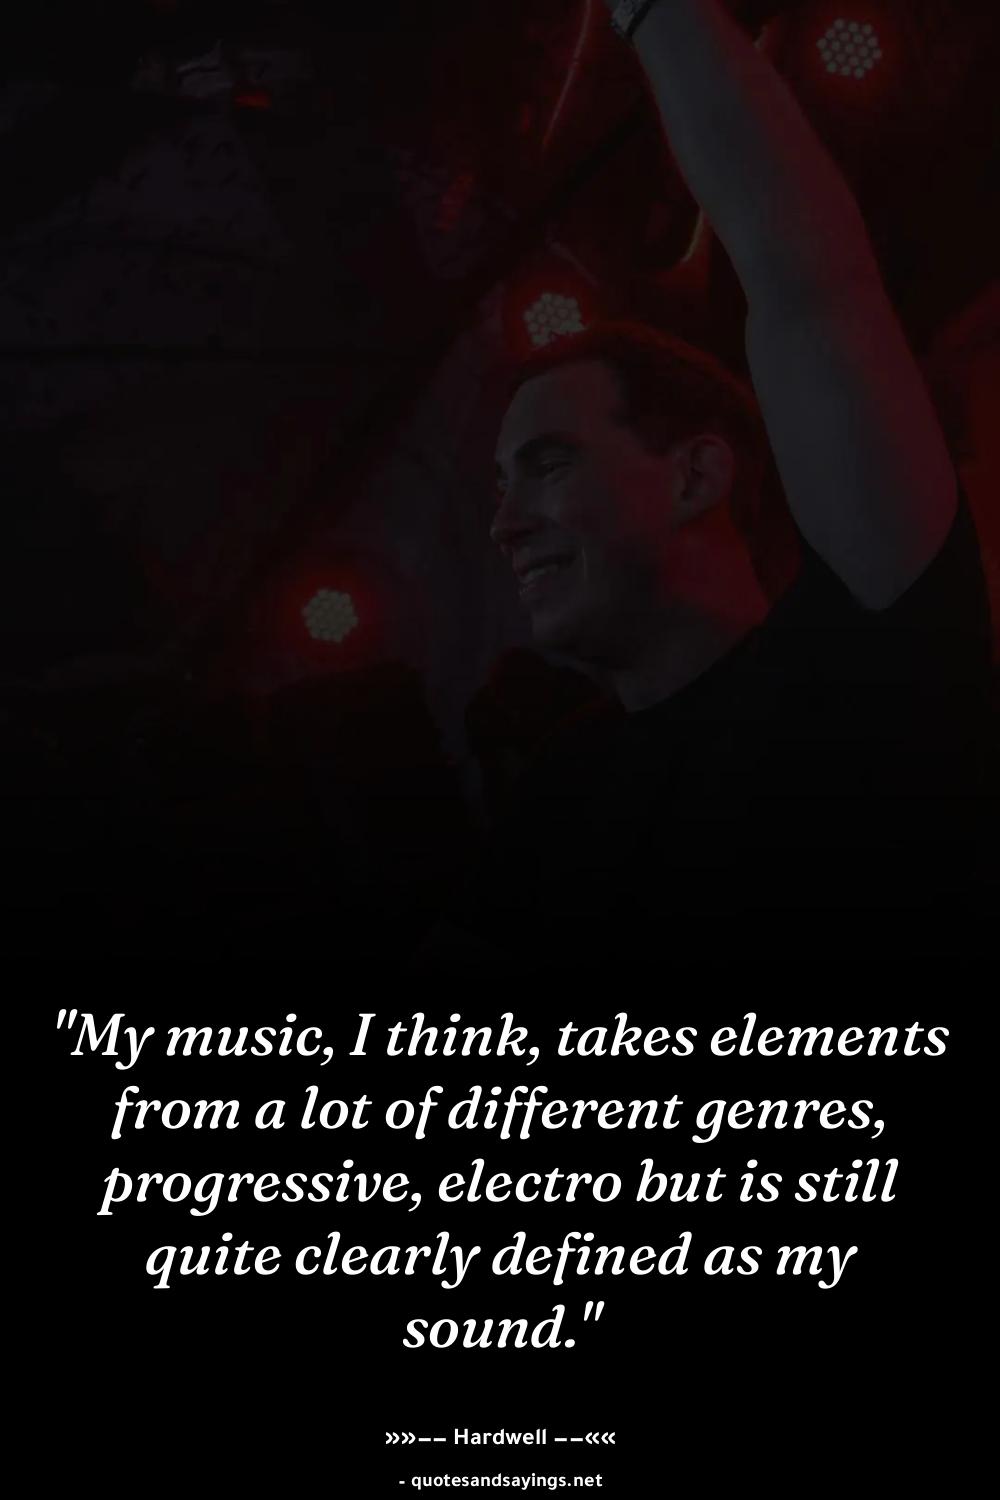 "My music, I think, takes elements
from a lot of different genres,
progressive, electro but is still
quite clearly defined as my
sound."
»»–– Hardwell ––««
- quotesandsayings.net